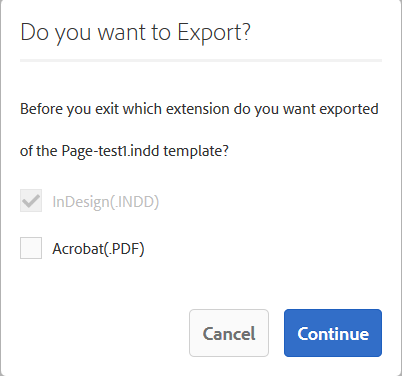 Do you want to Export?
Before you exit which extension do you want exported
of the Page-test1.indd template?
InDesign(.INDD)
Acrobat(.PDF)
Cancel Continue